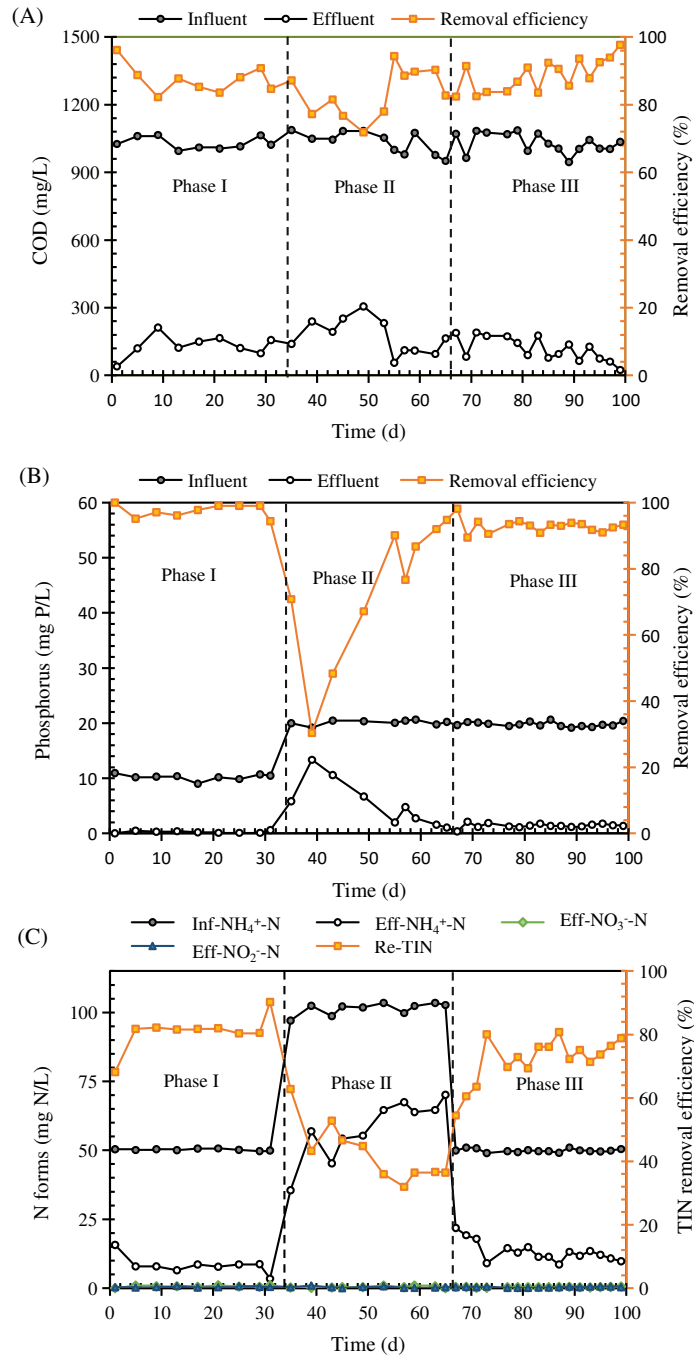 (A)
Influent Effluent Removal efficiency
1500 100
1200 80
900 60
600 40
300 20
0 0
COD (mg/L)
Removal efficiency (%)
Phase I Phase II Phase III
0 10 20 30 40 50 60 70 80 90 100
Time (d)
(B)
Influent Effluent Removal efficiency
60 100
50 80
40 60
30
20 40
10 20
0 0
Phosphorus (mg P/L)
Removal efficiency (%)
Phase I Phase II Phase III
0 10 20 30 40 50 60 70 80 90 100
Time (d)
(C)
Inf-NH₄⁺-N Eff-NH₄⁺-N Eff-NO₃⁻-N
Eff-NO₂⁻-N Re-TIN
100 100
75 80
50 60
25 40
0 20
0
N forms (mg N/L)
TIN removal efficiency (%)
Phase I Phase II Phase III
0 10 20 30 40 50 60 70 80 90 100
Time (d)